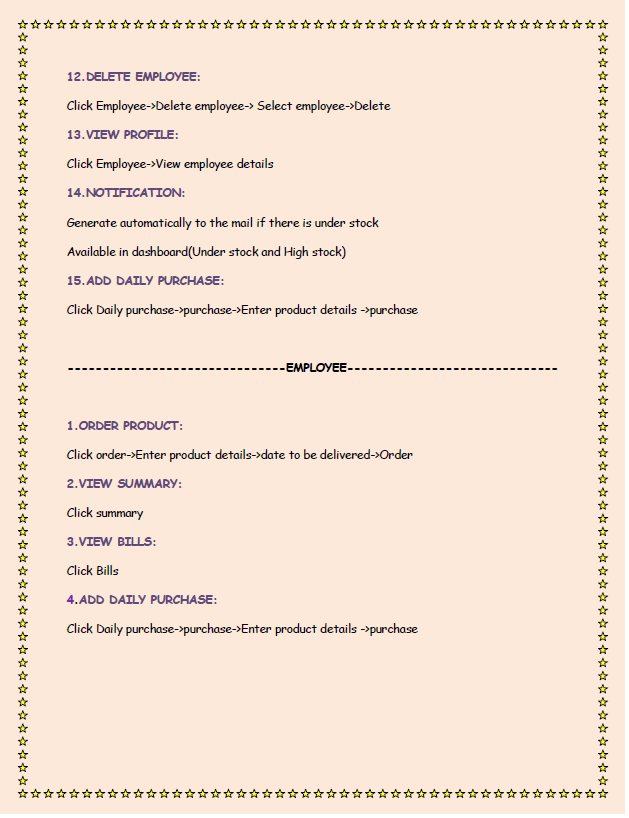 12.DELETE EMPLOYEE:
Click Employee->Delete employee-> Select employee->Delete
13.VIEW PROFILE:
Click Employee->View employee details
14.NOTIFICATION:
Generate automatically to the mail if there is under stock
Available in dashboard(Under stock and High stock)
15.ADD DAILY PURCHASE:
Click Daily purchase->purchase->Enter product details ->purchase
-------------------------------EMPLOYEE------------------------------
1.ORDER PRODUCT:
Click order->Enter product details->date to be delivered->Order
2.VIEW SUMMARY:
Click summary
3.VIEW BILLS:
Click Bills
4.ADD DAILY PURCHASE:
Click Daily purchase->purchase->Enter product details ->purchase